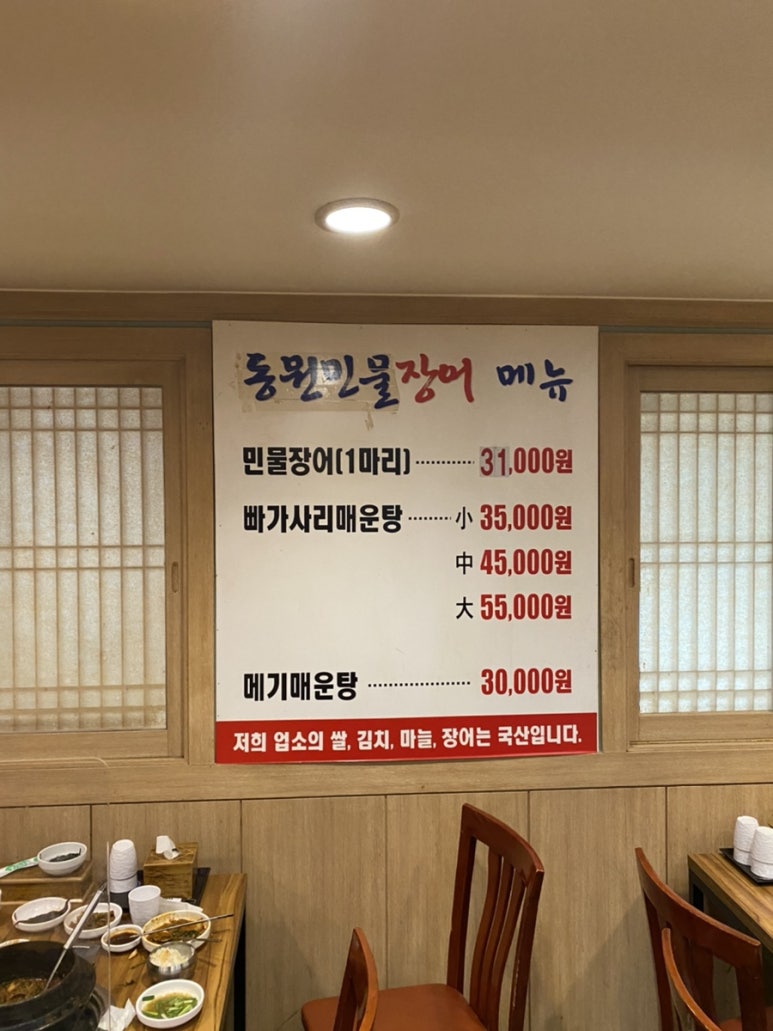 동원민물장어 메뉴
민물장어(1마리) ............ 31,000원
빠가사리매운탕 ......... 小 35,000원
中 45,000원
大 55,000원
메기매운탕 ..................... 30,000원
저희 업소의 쌀, 김치, 마늘, 장어는 국산입니다.